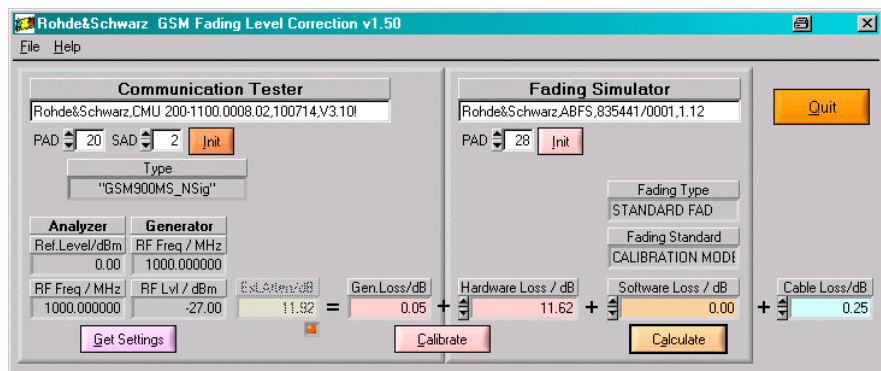 Rohde&Schwarz GSM Fading Level Correction v1.50
File Help
Communication Tester
Rohde&Schwarz,CMU 200-1100.0008.02,100714,V3.10!
PAD 20 SAD 2 Init
Type
"GSM900MS_NSig"
Analyzer Generator
Ref.Level/dBm RF Freq / MHz
0.00 1000.000000
RF Freq / MHz RF Lvl / dBm Ext.Atten/dB Gen.Loss/dB
1000.000000 -27.00 11.92 = 0.05 +
Get Settings Calibrate
Fading Simulator
Rohde&Schwarz,ABFS,835441/0001,1.12
PAD 28 Init
Fading Type
STANDARD FAD
Fading Standard
CALIBRATION MODE
Hardware Loss / dB Software Loss / dB Cable Loss/dB
11.62 + 0.00 + 0.25
Calculate
Quit